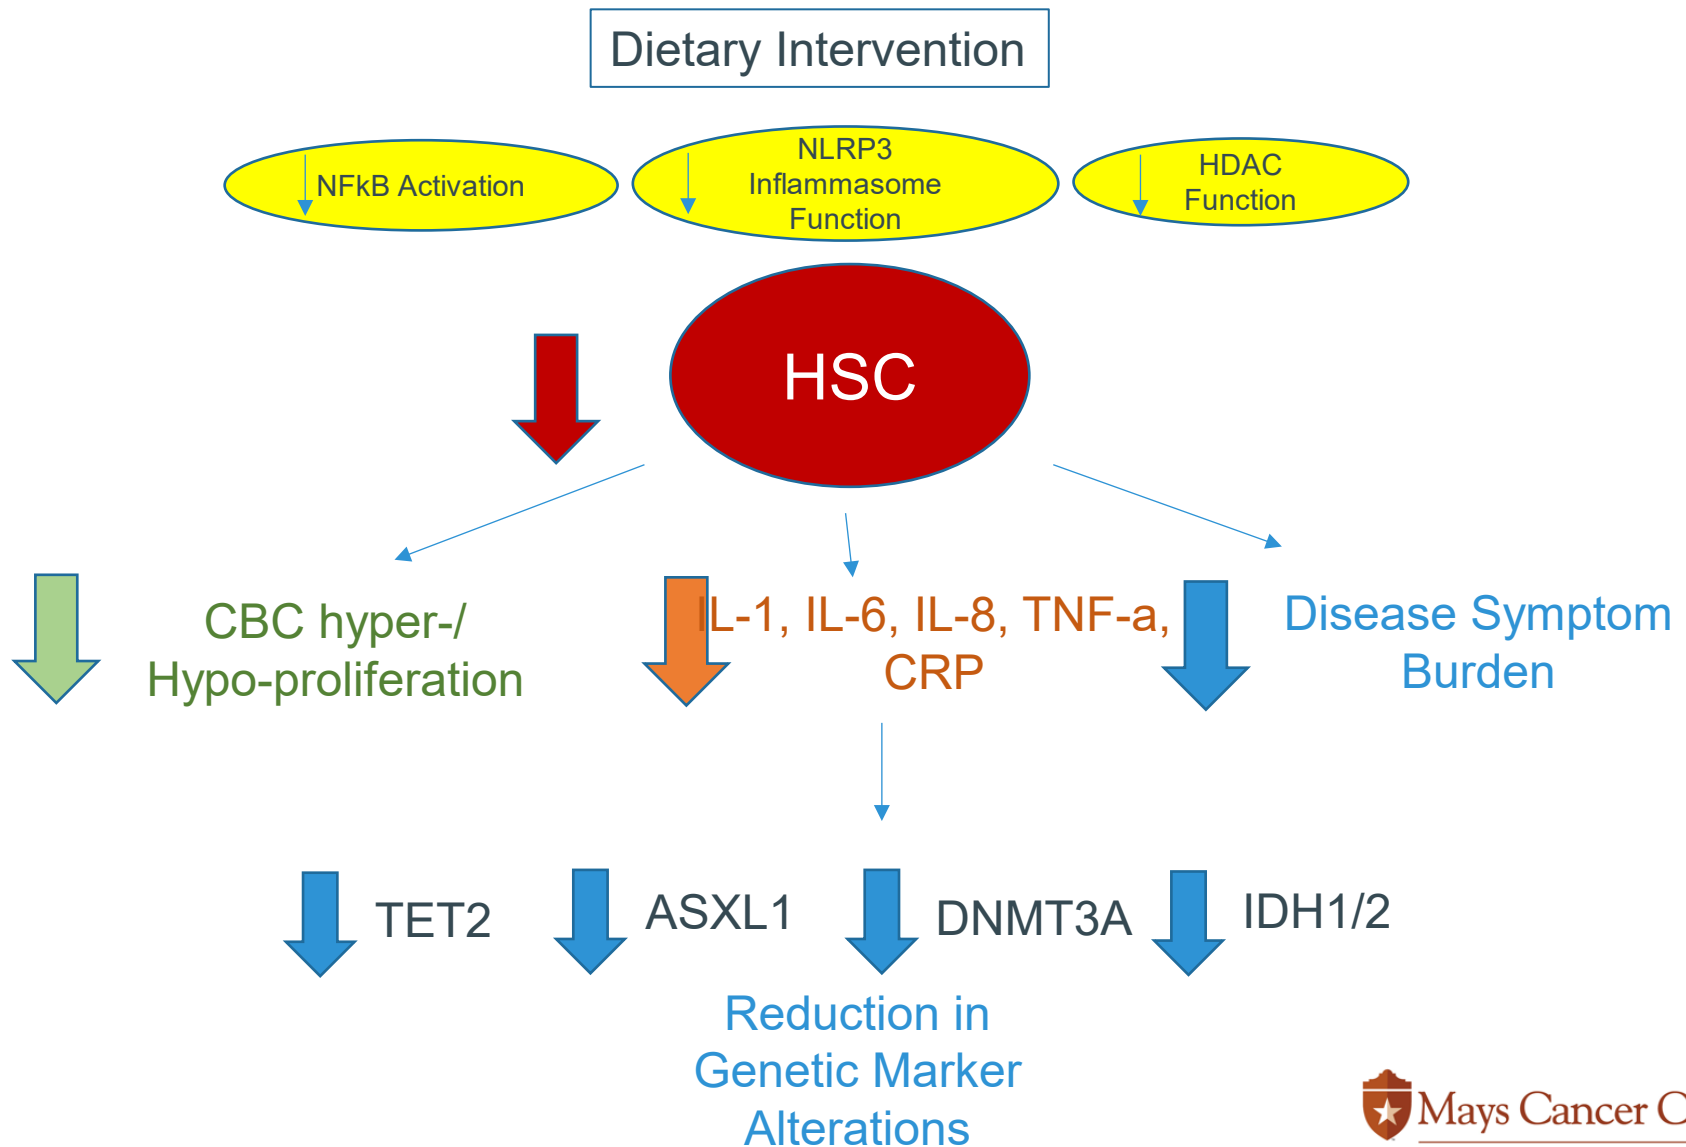 Dietary Intervention
NFkB Activation
NLRP3
Inflammasome
Function
HDAC
Function
HSC
CBC hyper-/
Hypo-proliferation
IL-1, IL-6, IL-8, TNF-a,
CRP
Disease Symptom
Burden
TET2
ASXL1
DNMT3A
IDH1/2
Reduction in
Genetic Marker
Alterations
Mays Cancer C